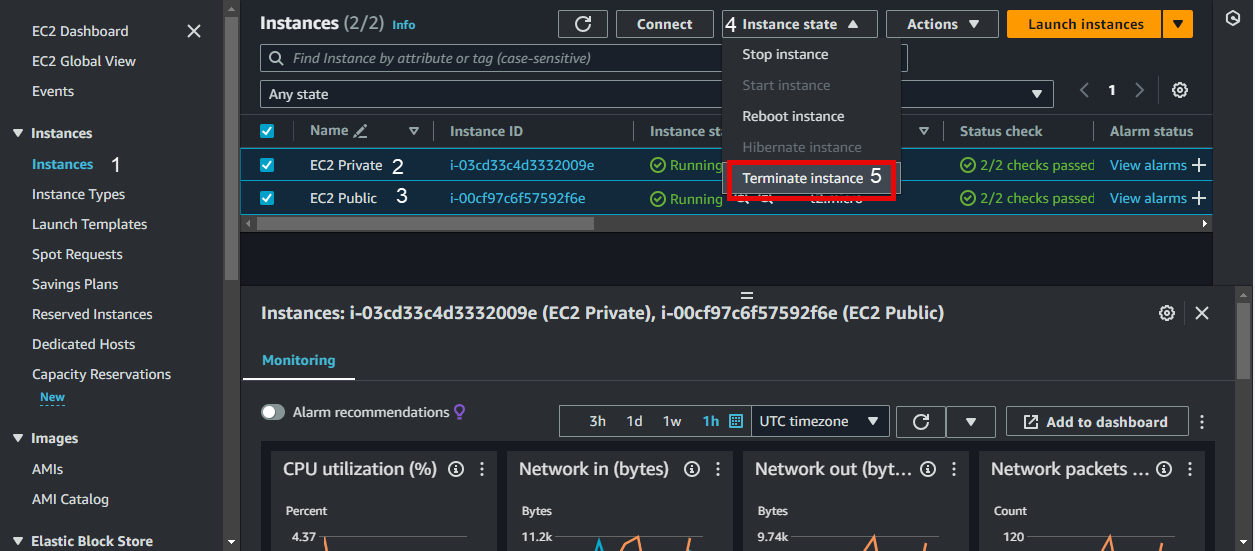 EC2 Dashboard
EC2 Global View
Events
Instances
Instances 1
Instance Types
Launch Templates
Spot Requests
Savings Plans
Reserved Instances
Dedicated Hosts
Capacity Reservations
New
Images
AMIs
AMI Catalog
Elastic Block Store
Instances (2/2) Info
Connect
4 Instance state
Actions
Launch instances
Find Instance by attribute or tag (case-sensitive)
Any state
1
Stop instance
Start instance
Reboot instance
Hibernate instance
Terminate instance 5
Name Instance ID Instance sta Status check Alarm status
EC2 Private 2 i-03cd33c4d3332009e Running 2/2 checks passed View alarms +
EC2 Public 3 i-00cf97c6f57592f6e Running t2.micro 2/2 checks passed View alarms +
Instances: i-03cd33c4d3332009e (EC2 Private), i-00cf97c6f57592f6e (EC2 Public)
Monitoring
Alarm recommendations
3h 1d 1w 1h UTC timezone
Add to dashboard
CPU utilization (%)
Percent
4.37
Network in (bytes)
Bytes
11.2k
Network out (byt...
Bytes
9.74k
Network packets ...
Count
120